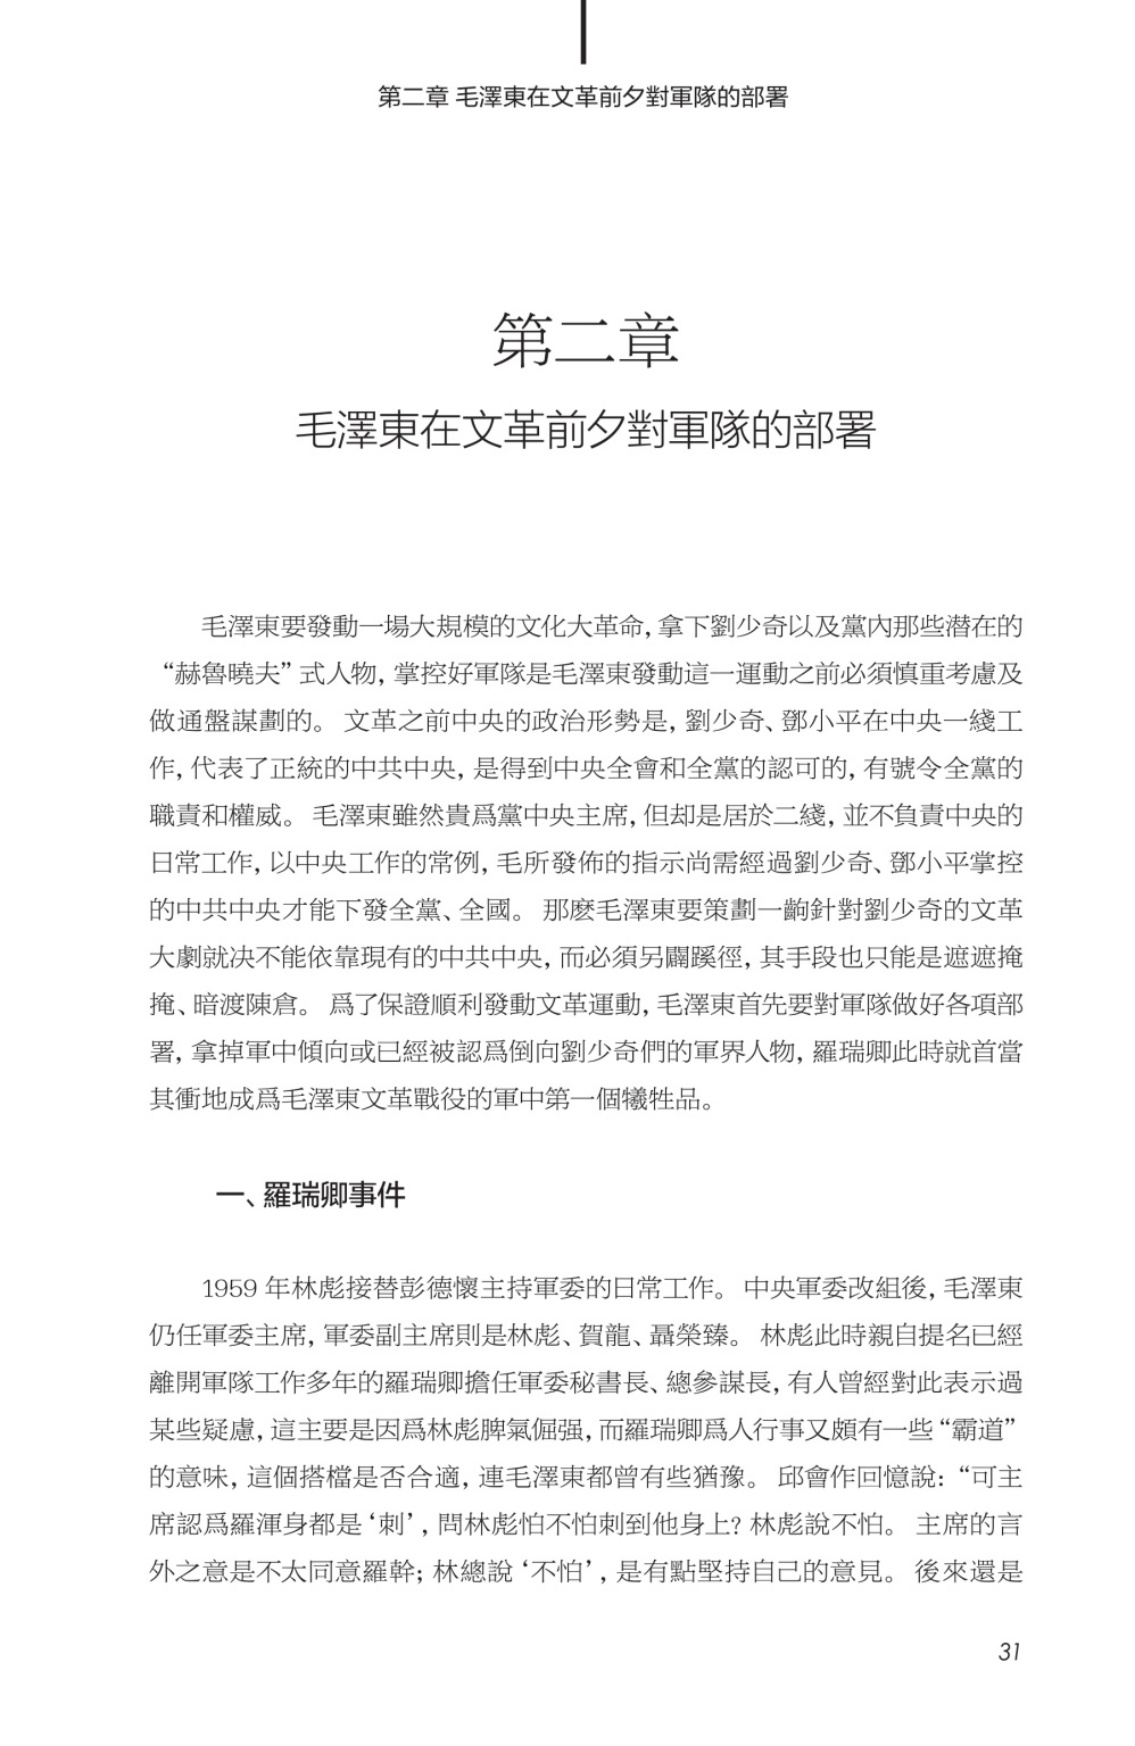 第二章 毛澤東在文革前夕對軍隊的部署
第二章
毛澤東在文革前夕對軍隊的部署
毛澤東要發動一場大規模的文化大革命，拿下劉少奇以及黨內那些潜在的
“赫魯曉夫”式人物，掌控好軍隊是毛澤東發動這一運動之前必須慎重考慮及
做通盤謀劃的。 文革之前中央的政治形勢是，劉少奇、鄧小平在中央一綫工
作，代表了正統的中共中央，是得到中央全會和全黨的認可的，有號令全黨的
職責和權威。 毛澤東雖然貴爲黨中央主席，但却是居於二綫，並不負責中央的
日常工作，以中央工作的常例，毛所發佈的指示尚需經過劉少奇、鄧小平掌控
的中共中央才能下發全黨、全國。 那麽毛澤東要策劃一齣針對劉少奇的文革
大劇就决不能依靠現有的中共中央，而必須另闢蹊徑，其手段也只能是遮遮掩
掩、暗渡陳倉。 爲了保證順利發動文革運動，毛澤東首先要對軍隊做好各項部
署，拿掉軍中傾向或已經被認爲倒向劉少奇們的軍界人物，羅瑞卿此時就首當
其衝地成爲毛澤東文革戰役的軍中第一個犧牲品。
一、羅瑞卿事件
1959 年林彪接替彭德懷主持軍委的日常工作。 中央軍委改組後，毛澤東
仍任軍委主席，軍委副主席則是林彪、賀龍、聶榮臻。 林彪此時親自提名已經
離開軍隊工作多年的羅瑞卿擔任軍委秘書長、總參謀長，有人曾經對此表示過
某些疑慮，這主要是因爲林彪脾氣倔强，而羅瑞卿爲人行事又頗有一些“霸道”
的意味，這個搭檔是否合適，連毛澤東都曾有些猶豫。 邱會作回憶說：“可主
席認爲羅渾身都是‘刺’，問林彪怕不怕刺到他身上？林彪說不怕。 主席的言
外之意是不太同意羅幹；林總說‘不怕’，是有點堅持自己的意見。 後來還是
31